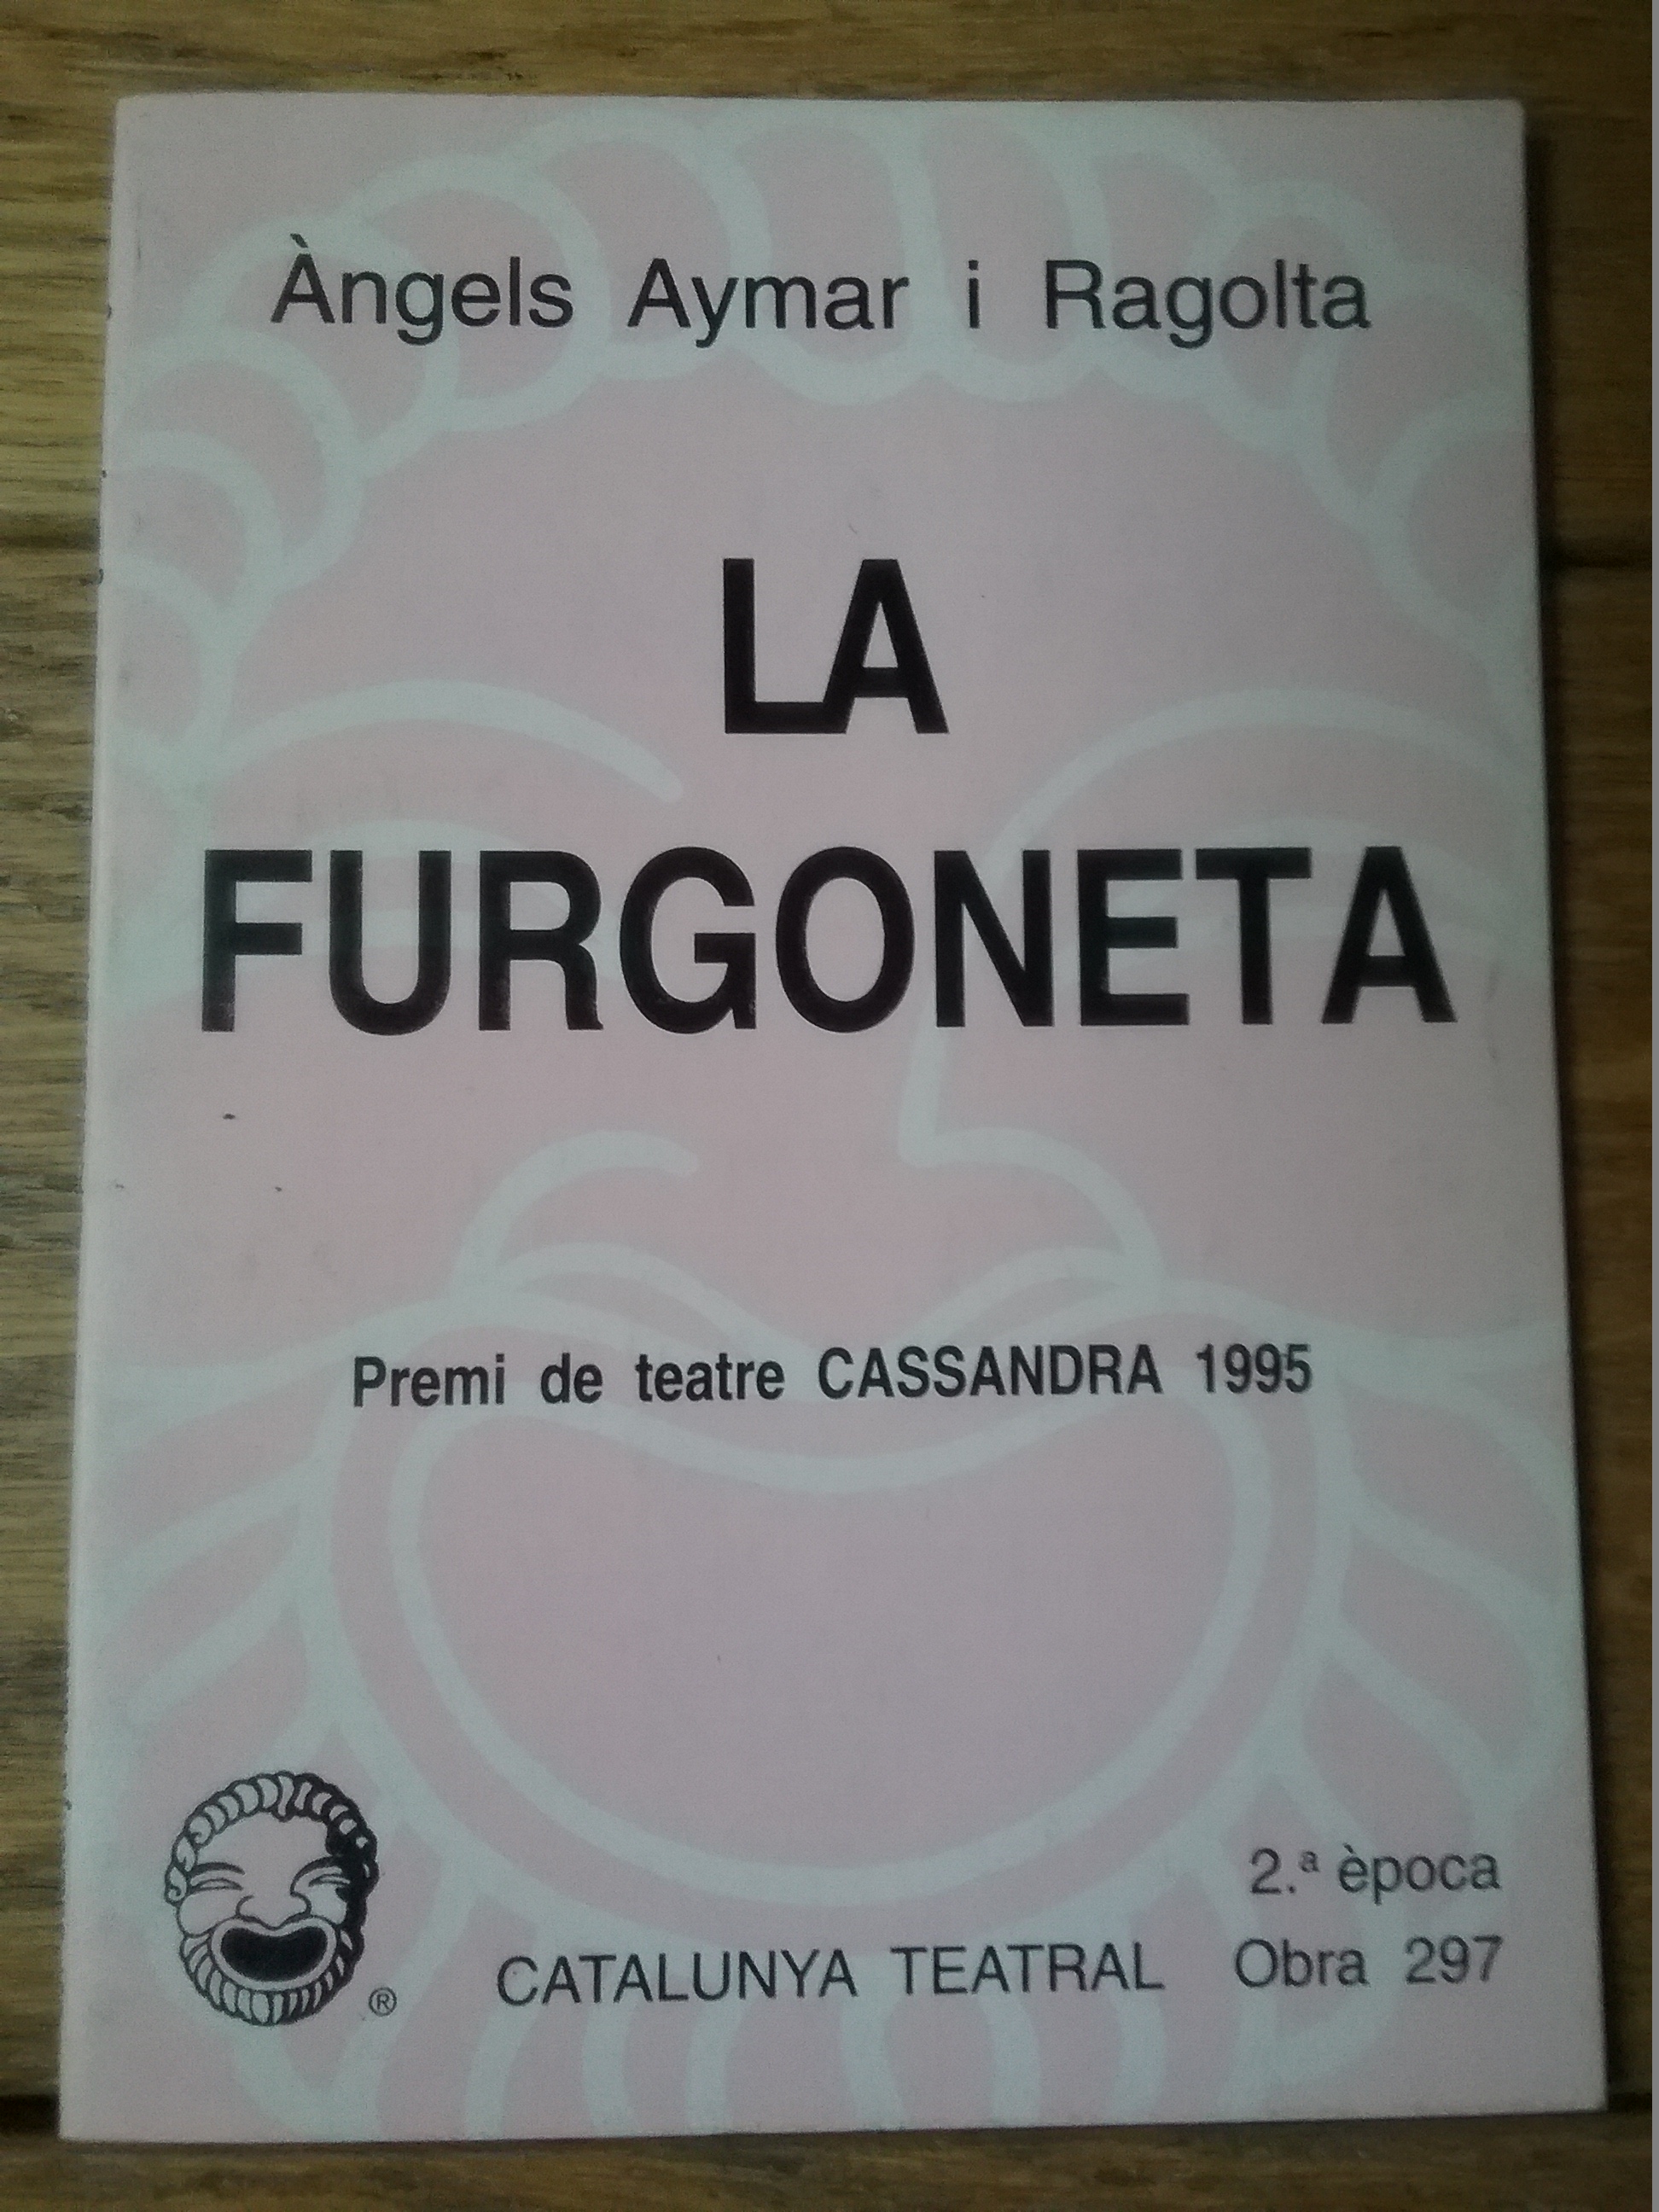 Àngels Aymar i Ragolta
LA
FURGONETA
Premi de teatre CASSANDRA 1995
2.ª època
CATALUNYA TEATRAL Obra 297
®